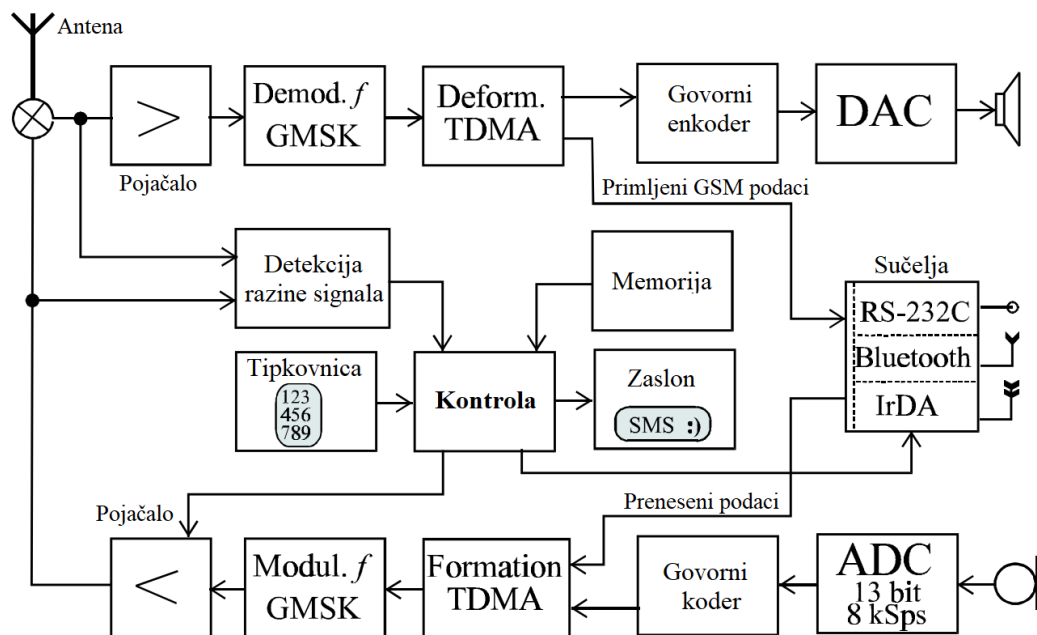 Antena
>
Demod. f
GMSK
Deform.
TDMA
Govorni
enkoder
DAC
Pojačalo
Primljeni GSM podaci
Detekcija
razine signala
Memorija
Sučelja
RS-232C
Bluetooth
IrDA
Tipkovnica
123
456
789
Kontrola
Zaslon
SMS :)
Preneseni podaci
Pojačalo
<
Modul. f
GMSK
Formation
TDMA
Govorni
koder
ADC
13 bit
8 kSps